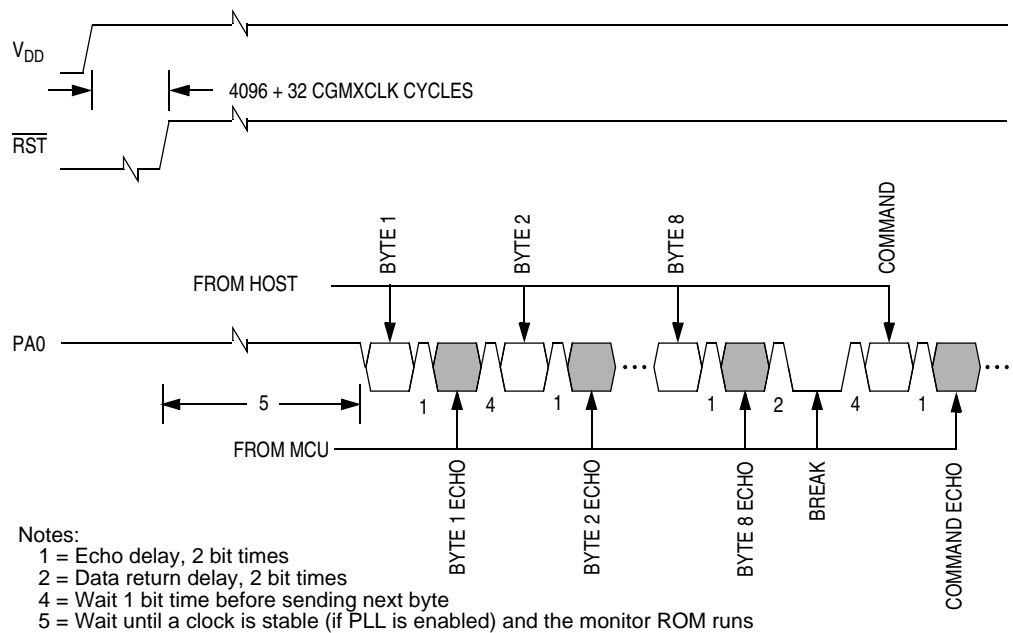 VDD
4096 + 32 CGMXCLK CYCLES
RST
BYTE 1
BYTE 2
BYTE 8
COMMAND
FROM HOST
PA0
1
4
1
1
2
4
1
5
FROM MCU
BYTE 1 ECHO
BYTE 2 ECHO
BYTE 8 ECHO
BREAK
COMMAND ECHO
Notes:
1 = Echo delay, 2 bit times
2 = Data return delay, 2 bit times
4 = Wait 1 bit time before sending next byte
5 = Wait until a clock is stable (if PLL is enabled) and the monitor ROM runs